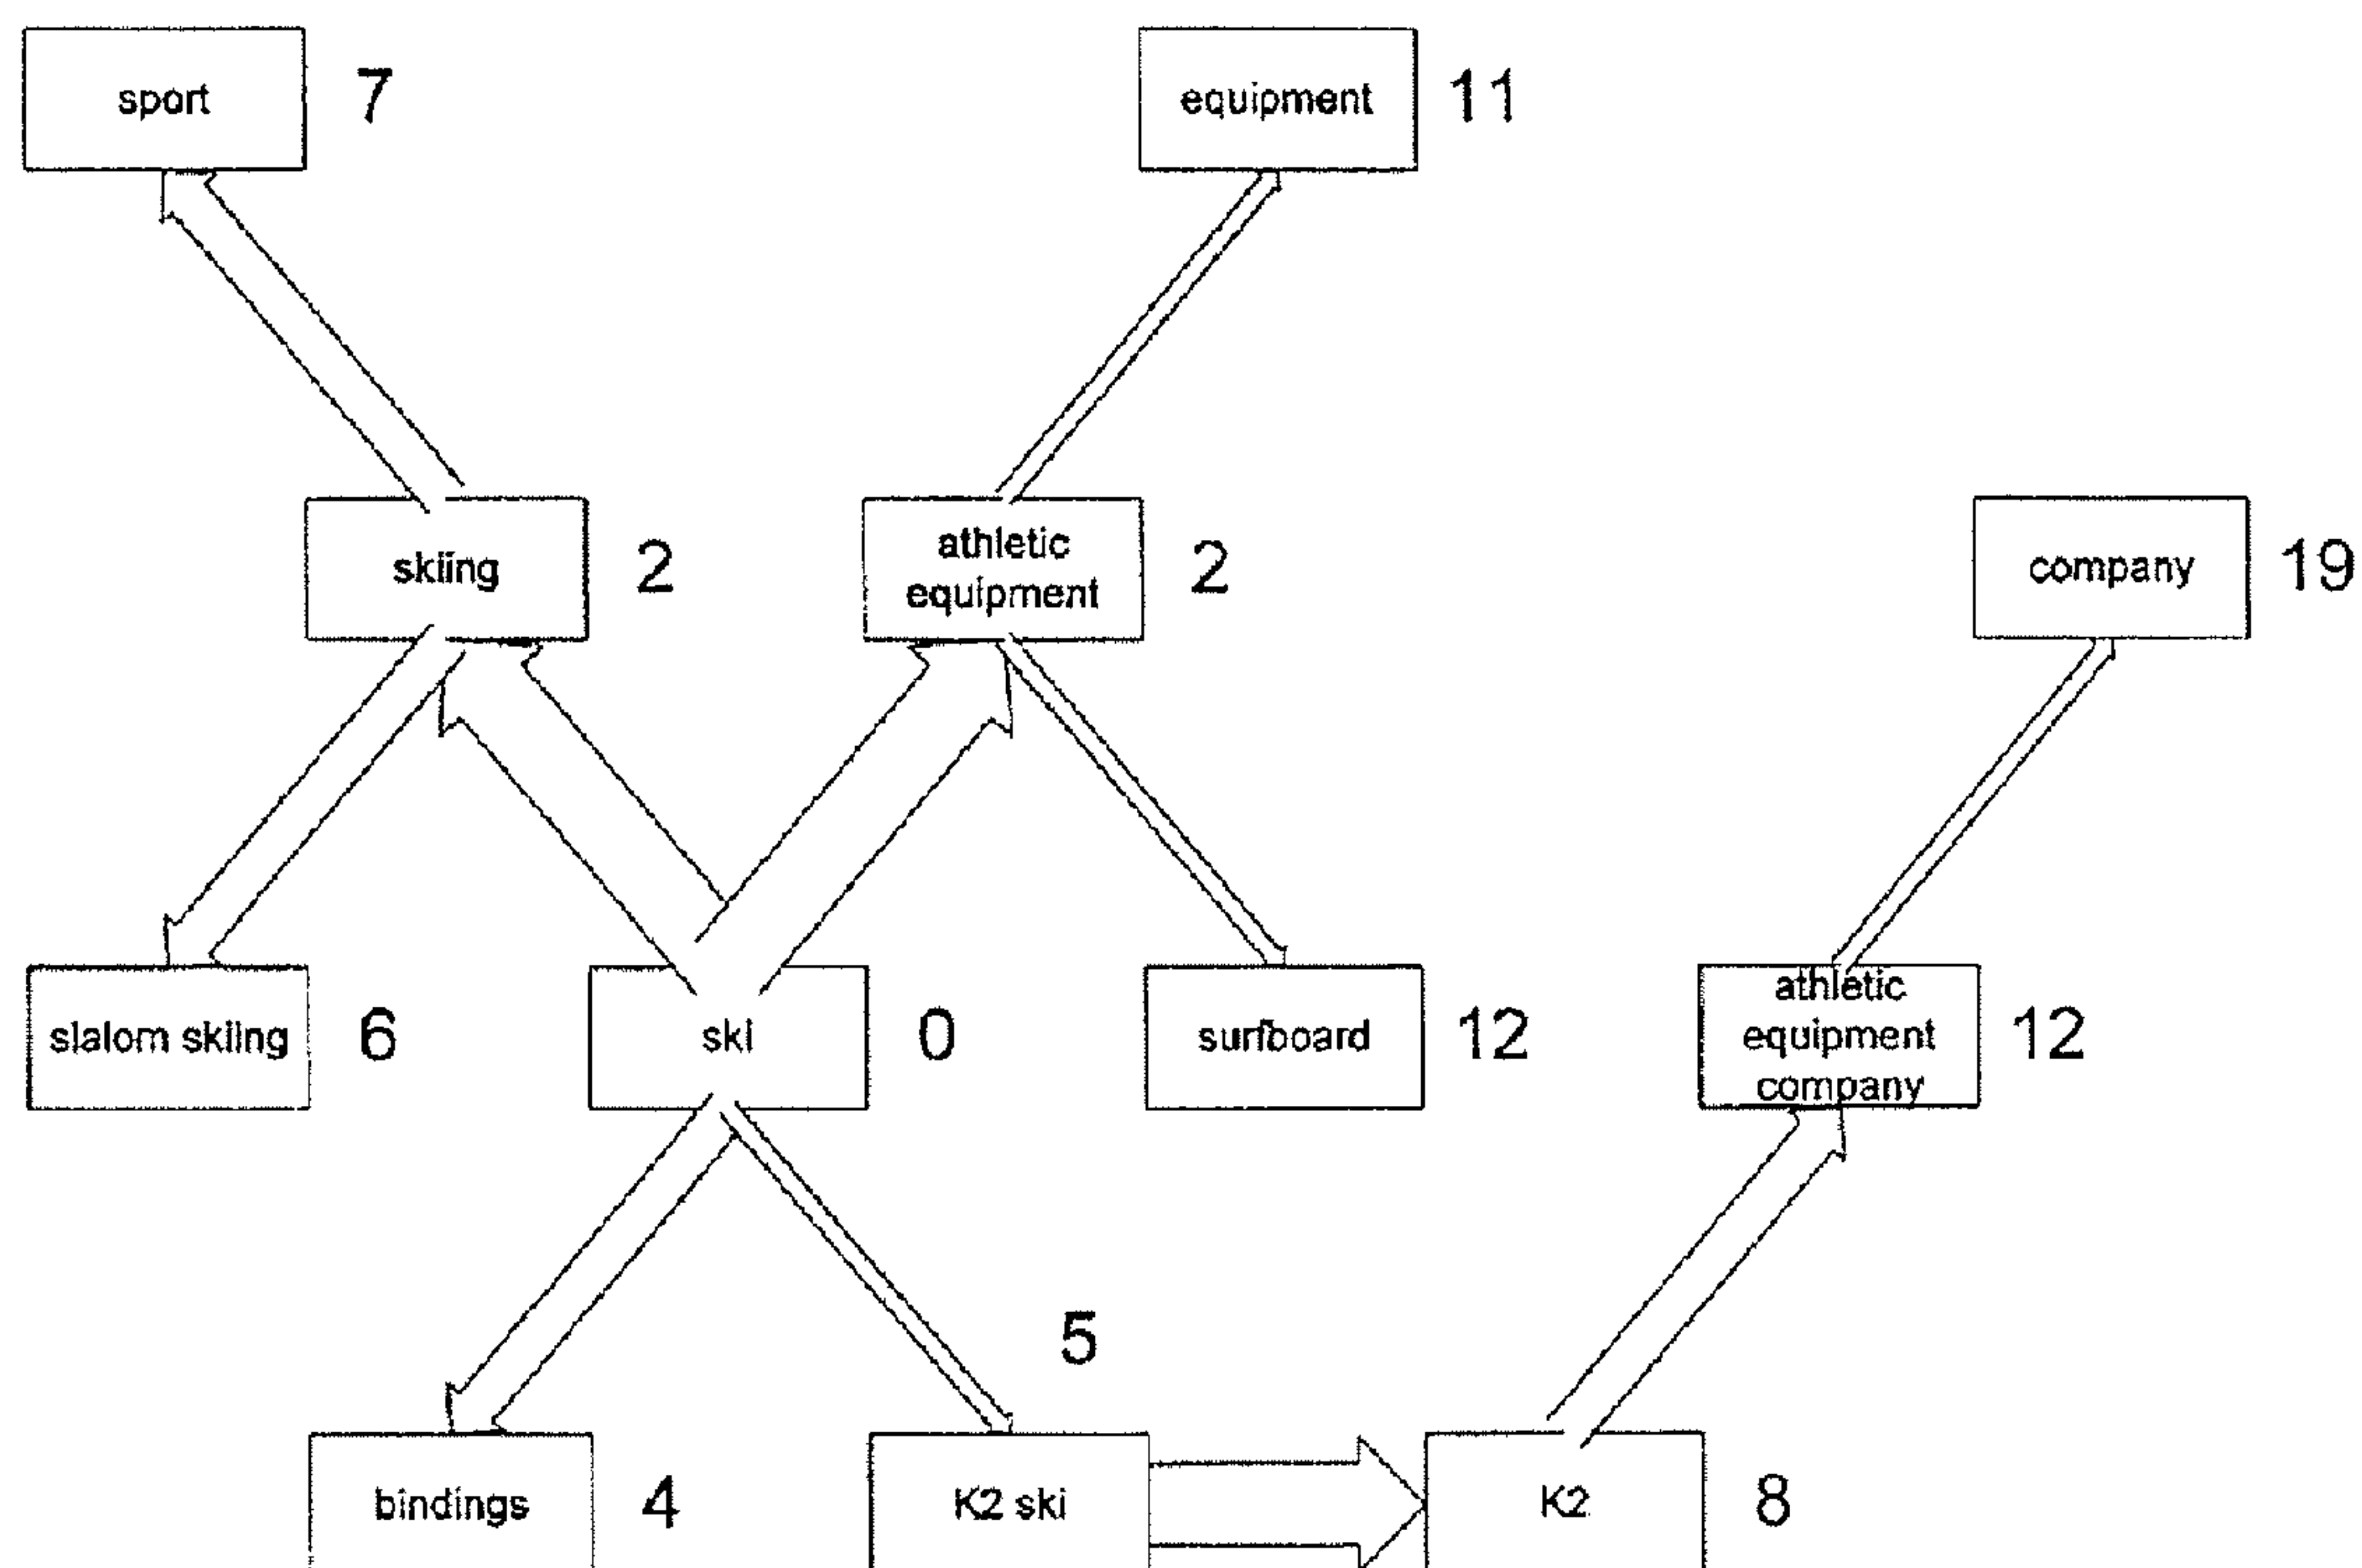 sport 7
equipment 11
skiing 2
athletic
equipment 2
company 19
slalom skiing 6
ski 0
surfboard 12
athletic
equipment
company 12
5
bindings 4
K2 ski
K2 8